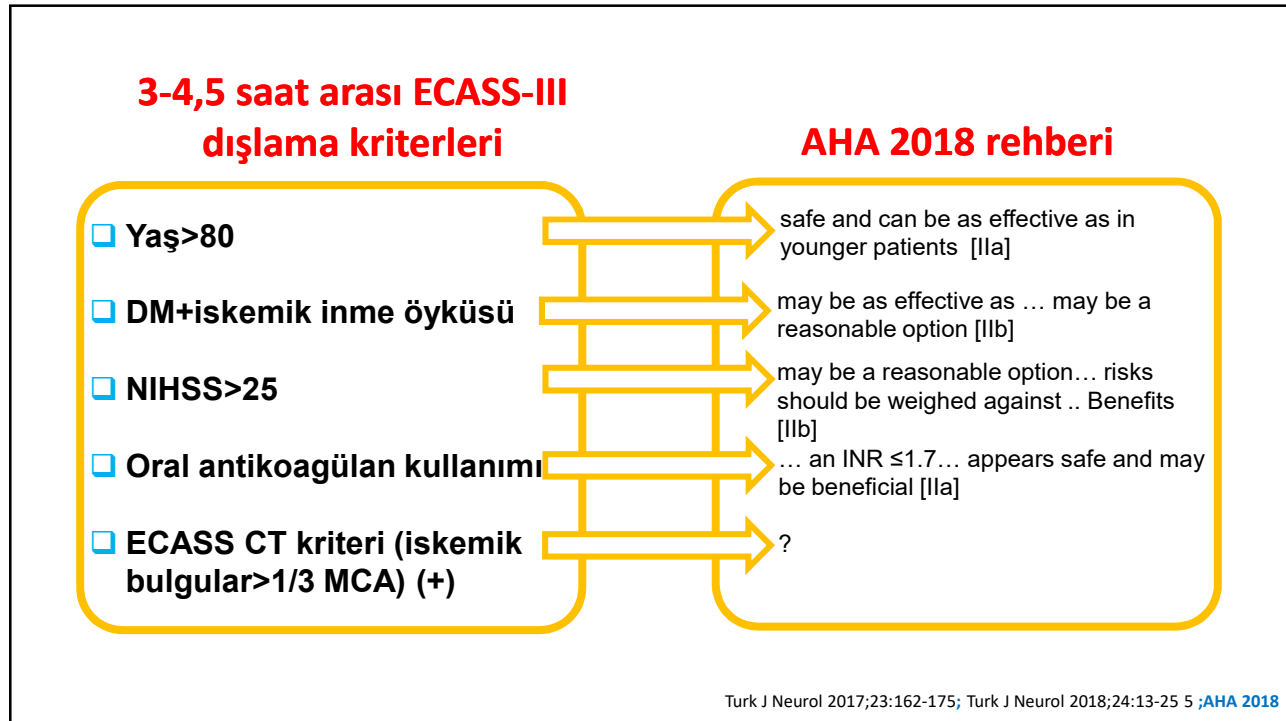 3-4,5 saat arası ECASS-III
dışlama kriterleri
Yaş>80
DM+iskemik inme öyküsü
NIHSS>25
Oral antikoagülan kullanımı
ECASS CT kriteri (iskemik
bulgular>1/3 MCA) (+)
AHA 2018 rehberi
safe and can be as effective as in
younger patients [IIa]
may be as effective as … may be a
reasonable option [IIb]
may be a reasonable option… risks
should be weighed against .. Benefits
[IIb]
… an INR ≤1.7… appears safe and may
be beneficial [IIa]
?
Turk J Neurol 2017;23:162-175; Turk J Neurol 2018;24:13-25 5 ;AHA 2018